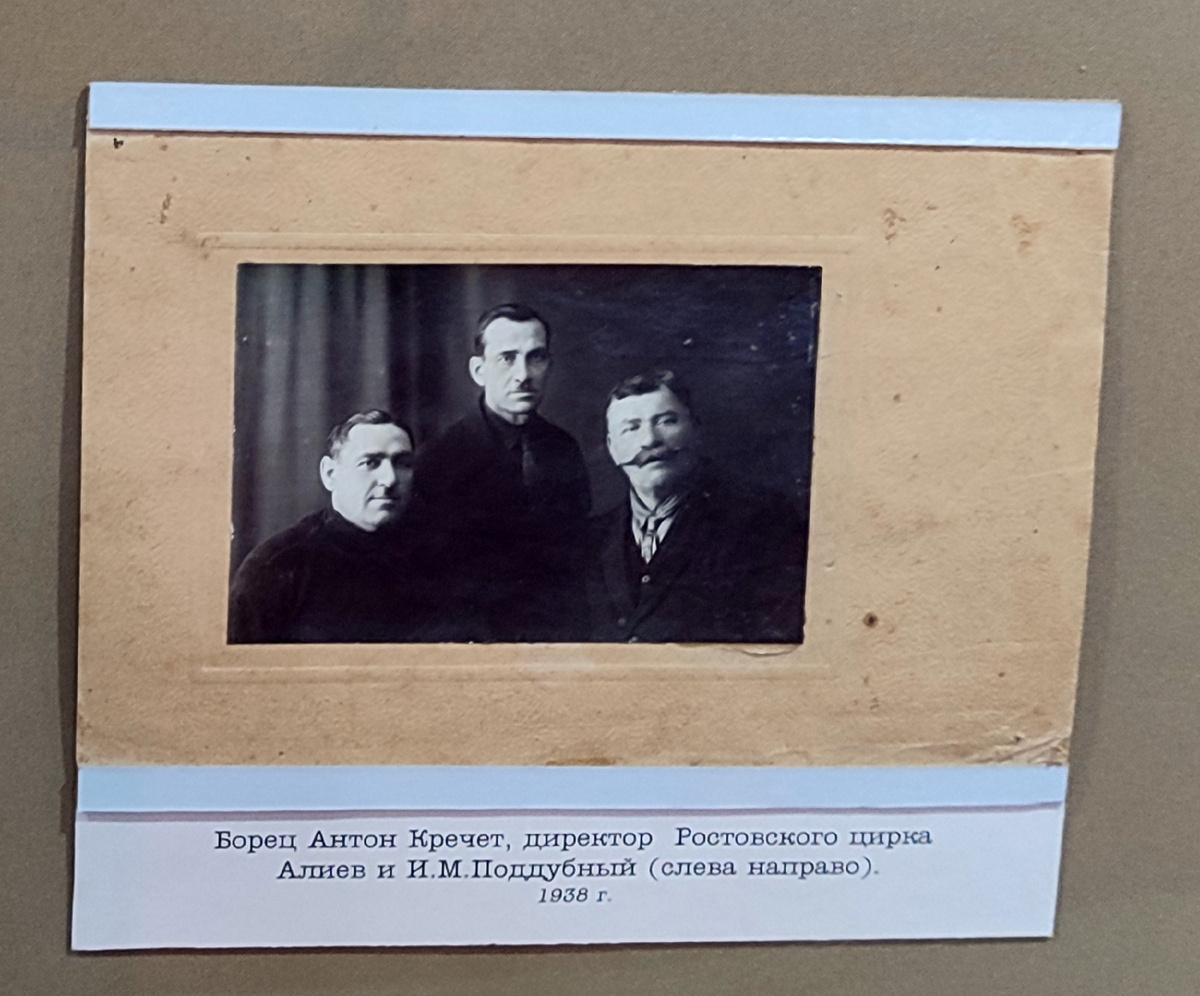 Борец Антон Кречет, директор Ростовского цирка
Алиев и И.М.Поддубный (слева направо).
1938 г.